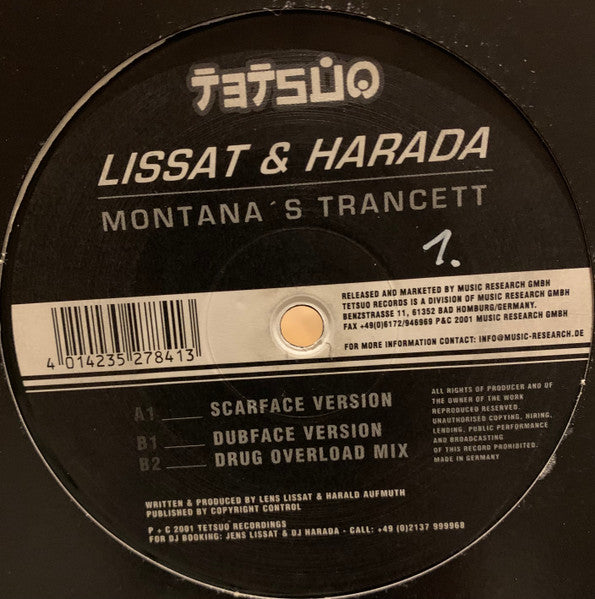 TETSUO
LISSAT & HARADA
MONTANA´S TRANCETT
1.
RELEASED AND MARKETED BY MUSIC RESEARCH GMBH
TETSUO RECORDS IS A DIVISION OF MUSIC RESEARCH GMBH
BENZSTRASSE 11, 61352 BAD HOMBURG/GERMANY.
FAX +49(0)6172/946969 P&C 2001 MUSIC RESEARCH GMBH
FOR MORE INFORMATION CONTACT: INFO@MUSIC-RESEARCH.DE
4 014235 278413
A1 ___ SCARFACE VERSION
B1 ___ DUBFACE VERSION
B2 ___ DRUG OVERLOAD MIX
ALL RIGHTS OF PRODUCER AND OF
THE OWNER OF THE WORK
REPRODUCED RESERVED.
UNAUTHORISED COPYING, HIRING,
LENDING, PUBLIC PERFORMANCE
AND BROADCASTING
OF THIS RECORD PROHIBITED.
MADE IN GERMANY
WRITTEN & PRODUCED BY LENS LISSAT & HARALD AUFMUTH
PUBLISHED BY COPYRIGHT CONTROL
P + C 2001 TETSUO RECORDINGS
FOR DJ BOOKING: JENS LISSAT & DJ HARADA - CALL: +49 (0)2137 999968